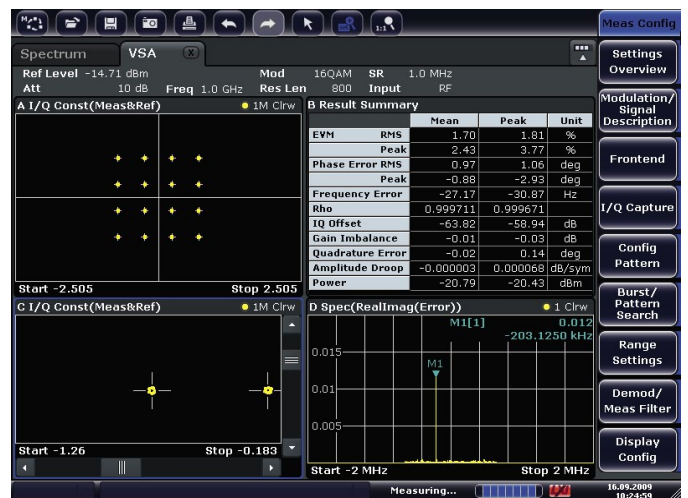 Meas Config
Spectrum VSA
Ref Level -14.71 dBm Mod 16QAM SR 1.0 MHz
Att 10 dB Freq 1.0 GHz Res Len 800 Input RF
A I/Q Const(Meas&Ref) 1M Clrw
Start -2.505 Stop 2.505
B Result Summary
Mean Peak Unit
EVM RMS 1.70 1.81 %
Peak 2.43 3.77 %
Phase Error RMS 0.97 1.06 deg
Peak -0.88 -2.93 deg
Frequency Error -27.17 -30.87 Hz
Rho 0.999711 0.999671
IQ Offset -63.82 -58.94 dB
Gain Imbalance -0.01 -0.03 dB
Quadrature Error -0.02 0.14 deg
Amplitude Droop -0.000003 0.000068 dB/sym
Power -20.79 -20.43 dBm
C I/Q Const(Meas&Ref) 1M Clrw
Start -1.26 Stop -0.183
D Spec(RealImag(Error)) 1 Clrw
M1[1] 0.012
-203.1250 kHz
0.015
M1
0.01
0.005
Start -2 MHz Stop 2 MHz
Settings
Overview
Modulation/
Signal
Description
Frontend
I/Q Capture
Config
Pattern
Burst/
Pattern
Search
Range
Settings
Demod/
Meas Filter
Display
Config
Measuring...
16.09.2009
10:24:59